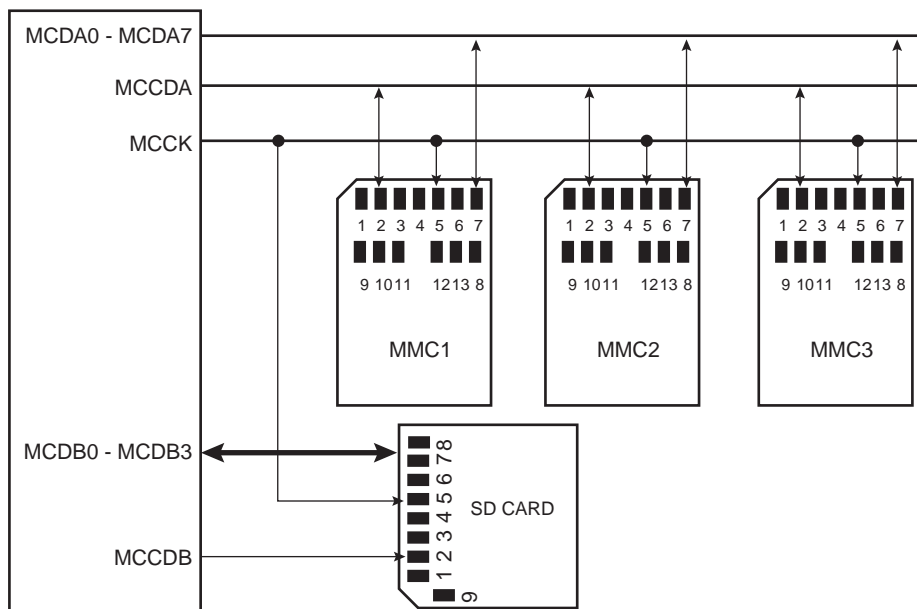 MCDA0 - MCDA7
MCCDA
MCCK
1 2 3 4 5 6 7
9 10 11 12 13 8
MMC1
1 2 3 4 5 6 7
9 10 11 12 13 8
MMC2
1 2 3 4 5 6 7
9 10 11 12 13 8
MMC3
MCDB0 - MCDB3
MCCDB
1 2 3 4 5 6 7 8
9
SD CARD